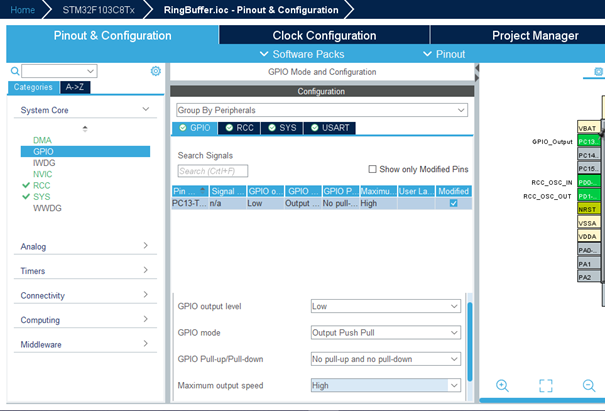 Home STM32F103C8Tx RingBuffer.ioc - Pinout & Configuration
Pinout & Configuration Clock Configuration Project Manager
Software Packs Pinout
GPIO Mode and Configuration
Configuration
Categories A->Z
Group By Peripherals
System Core
GPIO RCC SYS USART
DMA
GPIO
IWDG
NVIC
RCC
SYS
WWDG
Analog
Timers
Connectivity
Computing
Middleware
Search Signals
Search (Crtl+F) Show only Modified Pins
Pin ... Signal GPIO o... GPIO ... GPIO P... Maximu... User La... Modified
PC13-T... n/a Low Output ... No pull-... High
GPIO output level Low
GPIO mode Output Push Pull
GPIO Pull-up/Pull-down No pull-up and no pull-down
Maximum output speed High
VBAT
GPIO_Output PC13...
PC14...
PC15...
RCC_OSC_IN PD0-...
RCC_OSC_OUT PD1-...
NRST
VSSA
VDDA
PA0-...
PA1
PA2